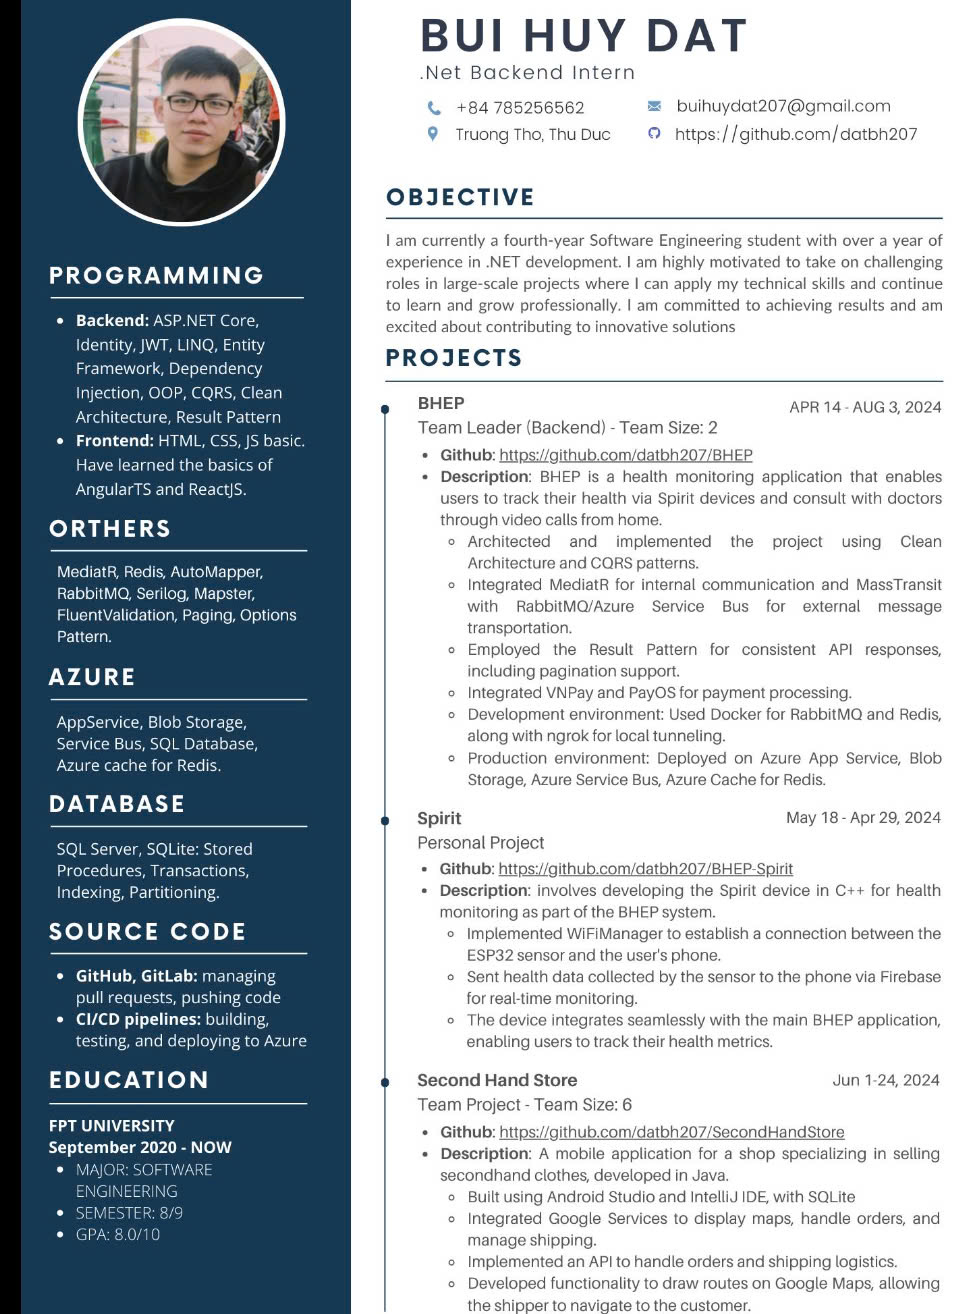 BUI HUY DAT
.Net Backend Intern
+84 785256562
buihuydat207@gmail.com
Truong Tho, Thu Duc
https://github.com/datbh207
PROGRAMMING
Backend: ASP.NET Core,
Identity, JWT, LINQ, Entity
Framework, Dependency
Injection, OOP, CQRS, Clean
Architecture, Result Pattern
Frontend: HTML, CSS, JS basic.
Have learned the basics of
AngularTS and ReactJS.
ORTHERS
MediatR, Redis, AutoMapper,
RabbitMQ, Serilog, Mapster,
FluentValidation, Paging, Options
Pattern.
AZURE
AppService, Blob Storage,
Service Bus, SQL Database,
Azure cache for Redis.
DATABASE
SQL Server, SQLite: Stored
Procedures, Transactions,
Indexing, Partitioning.
SOURCE CODE
GitHub, GitLab: managing
pull requests, pushing code
CI/CD pipelines: building,
testing, and deploying to Azure
EDUCATION
FPT UNIVERSITY
September 2020 - NOW
MAJOR: SOFTWARE
ENGINEERING
SEMESTER: 8/9
GPA: 8.0/10
OBJECTIVE
I am currently a fourth-year Software Engineering student with over a year of
experience in .NET development. I am highly motivated to take on challenging
roles in large-scale projects where I can apply my technical skills and continue
to learn and grow professionally. I am committed to achieving results and am
excited about contributing to innovative solutions
PROJECTS
BHEP
APR 14 - AUG 3, 2024
Team Leader (Backend) - Team Size: 2
Github: https://github.com/datbh207/BHEP
Description: BHEP is a health monitoring application that enables
users to track their health via Spirit devices and consult with doctors
through video calls from home.
Architected and implemented the project using Clean
Architecture and CQRS patterns.
Integrated MediatR for internal communication and MassTransit
with RabbitMQ/Azure Service Bus for external message
transportation.
Employed the Result Pattern for consistent API responses,
including pagination support.
Integrated VNPay and PayOS for payment processing.
Development environment: Used Docker for RabbitMQ and Redis,
along with ngrok for local tunneling.
Production environment: Deployed on Azure App Service, Blob
Storage, Azure Service Bus, Azure Cache for Redis.
Spirit
May 18 - Apr 29, 2024
Personal Project
Github: https://github.com/datbh207/BHEP-Spirit
Description: involves developing the Spirit device in C++ for health
monitoring as part of the BHEP system.
Implemented WiFiManager to establish a connection between the
ESP32 sensor and the user's phone.
Sent health data collected by the sensor to the phone via Firebase
for real-time monitoring.
The device integrates seamlessly with the main BHEP application,
enabling users to track their health metrics.
Second Hand Store
Jun 1-24, 2024
Team Project - Team Size: 6
Github: https://github.com/datbh207/SecondHandStore
Description: A mobile application for a shop specializing in selling
secondhand clothes, developed in Java.
Built using Android Studio and IntelliJ IDE, with SQLite
Integrated Google Services to display maps, handle orders, and
manage shipping.
Implemented an API to handle orders and shipping logistics.
Developed functionality to draw routes on Google Maps, allowing
the shipper to navigate to the customer.